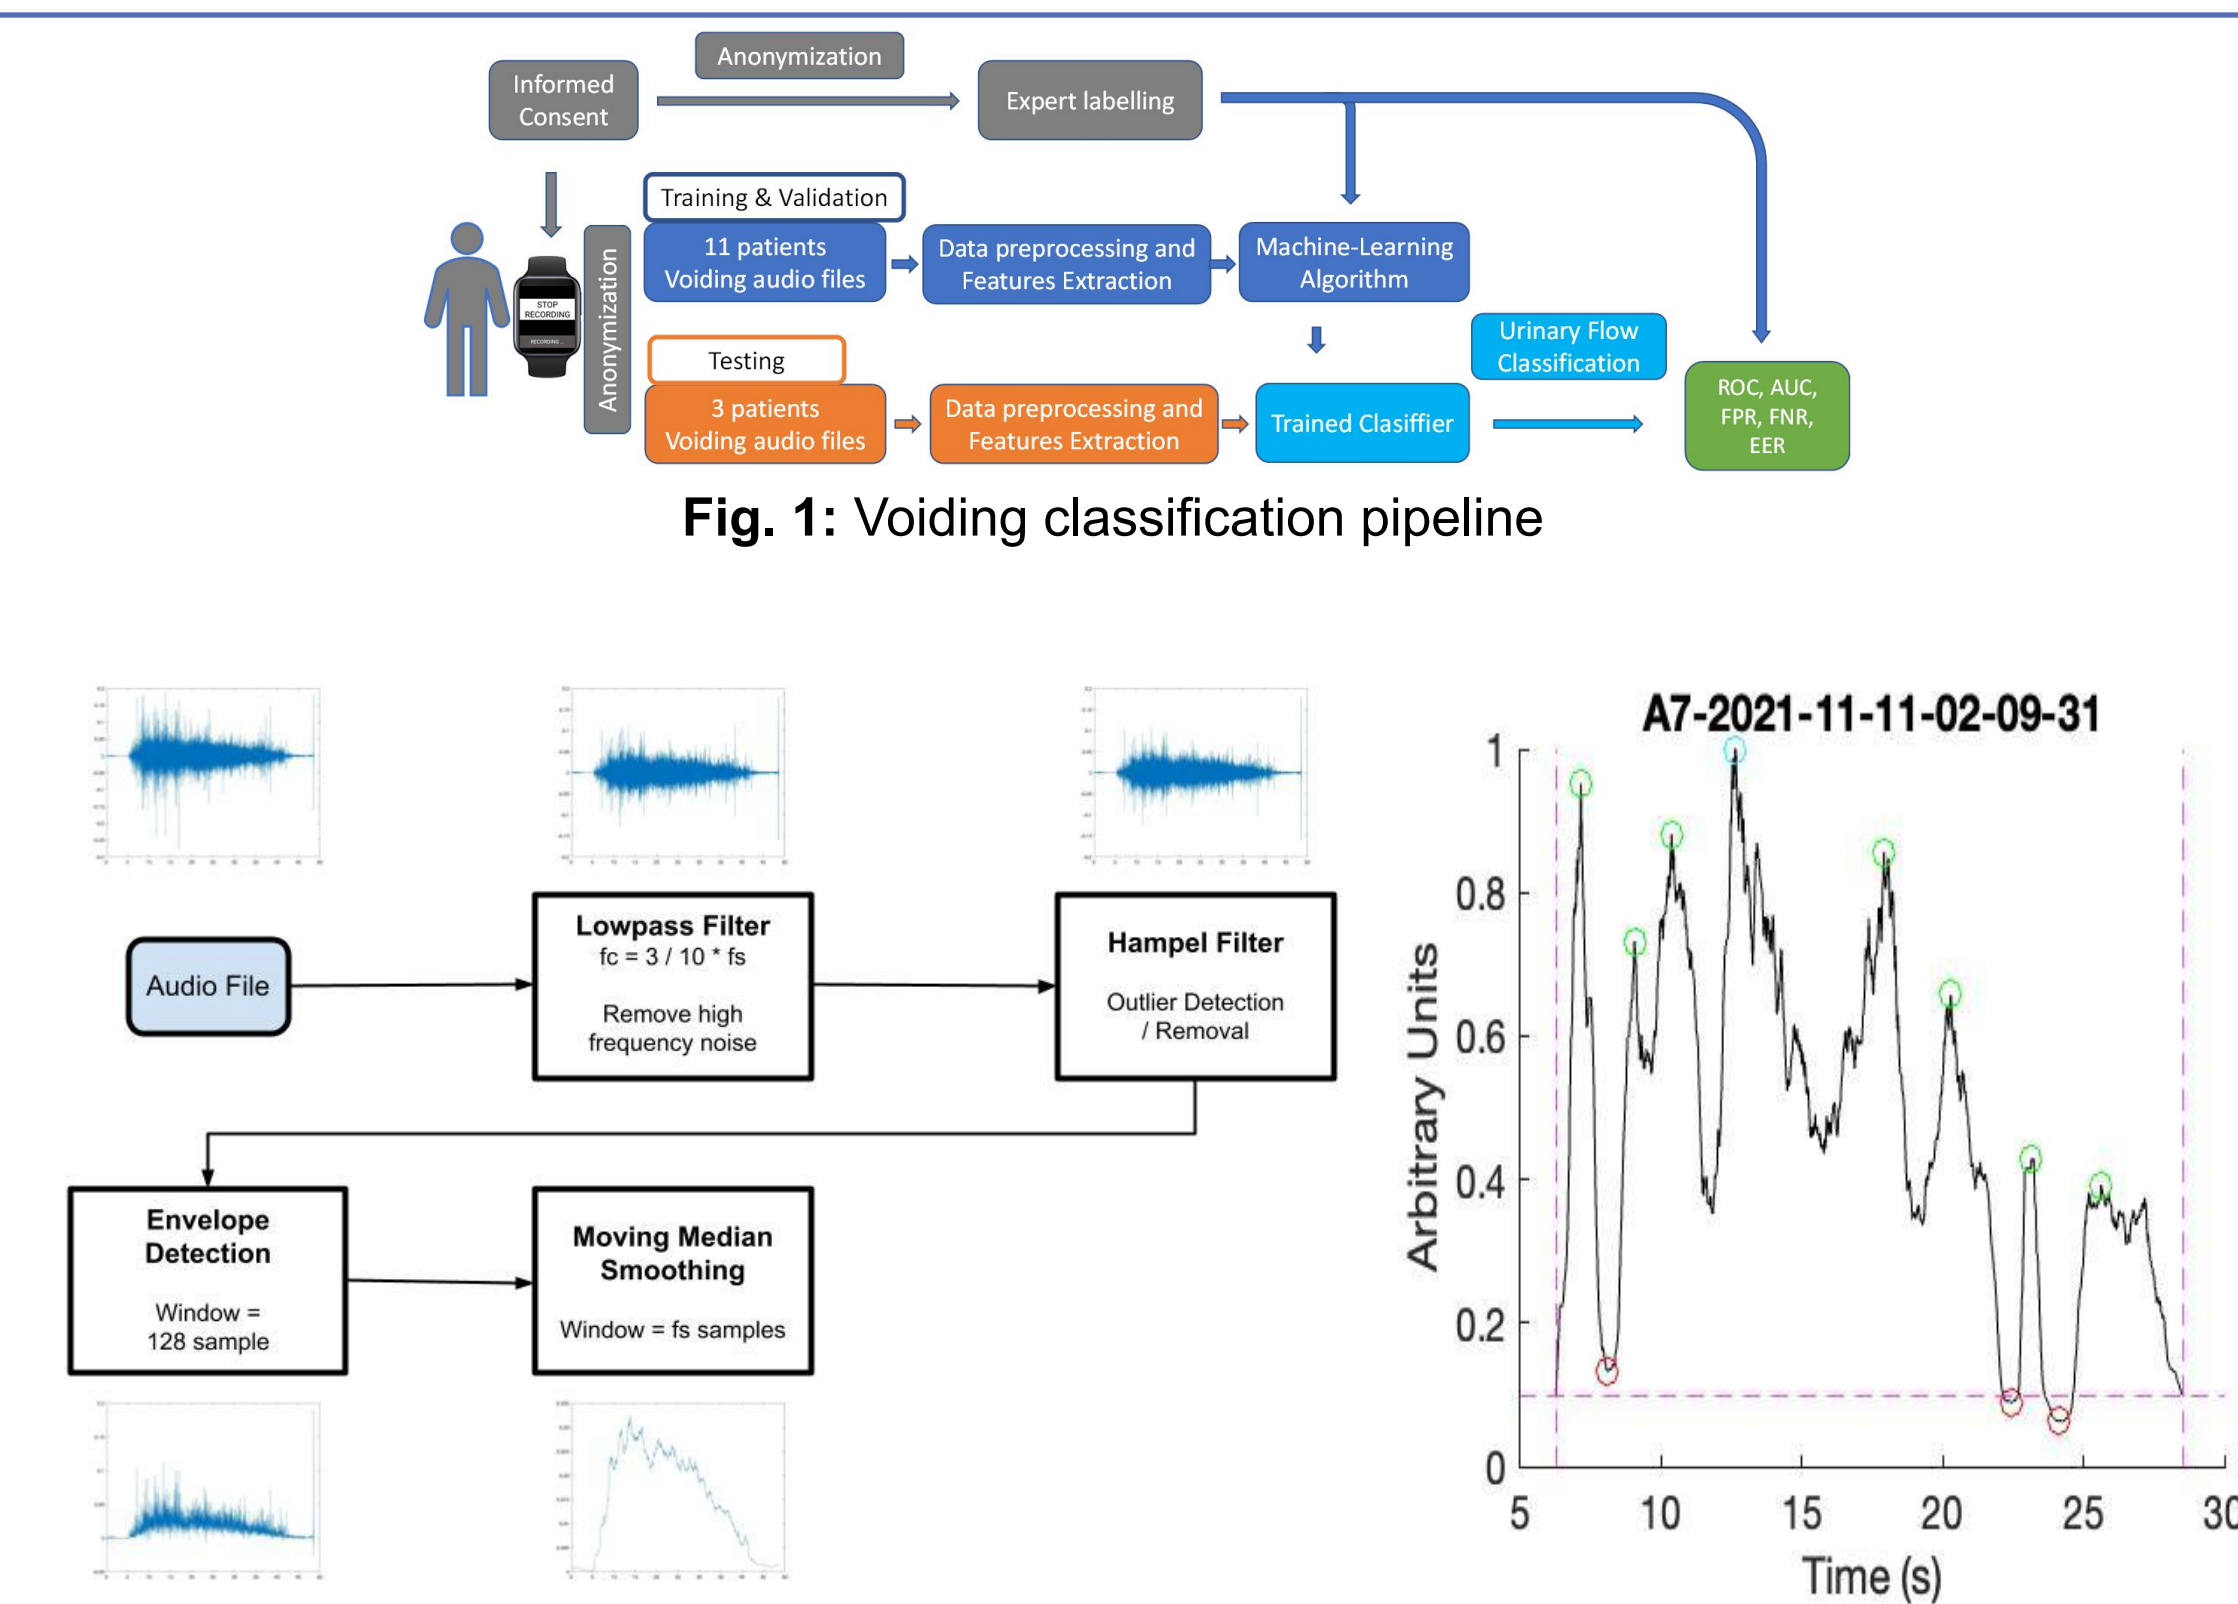 Anonymization
Informed
Consent
Expert labelling
Training & Validation
11 patients
Voiding audio files
Data preprocessing and
Features Extraction
Machine-Learning
Algorithm
STOP
RECORDING
RECORDING ...
Anonymization
Urinary Flow
Classification
Testing
3 patients
Voiding audio files
Data preprocessing and
Features Extraction
Trained Clasiffier
ROC, AUC,
FPR, FNR,
EER
Fig. 1: Voiding classification pipeline
Audio File
Lowpass Filter
fc = 3 / 10 * fs
Remove high
frequency noise
Hampel Filter
Outlier Detection
/ Removal
Envelope
Detection
Window =
128 sample
Moving Median
Smoothing
Window = fs samples
A7-2021-11-11-02-09-31
1
0.8
0.6
0.4
0.2
0
Arbitrary Units
5 10 15 20 25 30
Time (s)